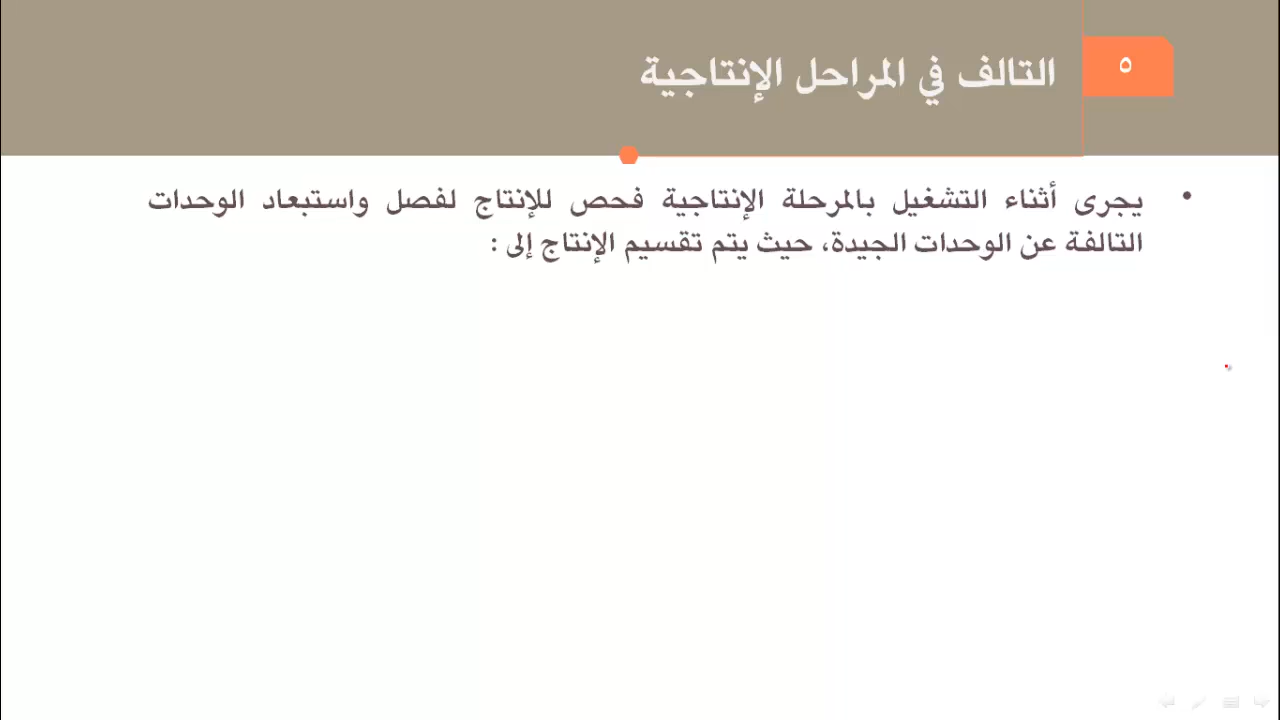 ٥
التالف في المراحل الإنتاجية
• يجرى أثناء التشغيل بالمرحلة الإنتاجية فحص للإنتاج لفصل واستبعاد الوحدات
التالفة عن الوحدات الجيدة، حيث يتم تقسيم الإنتاج إلى :